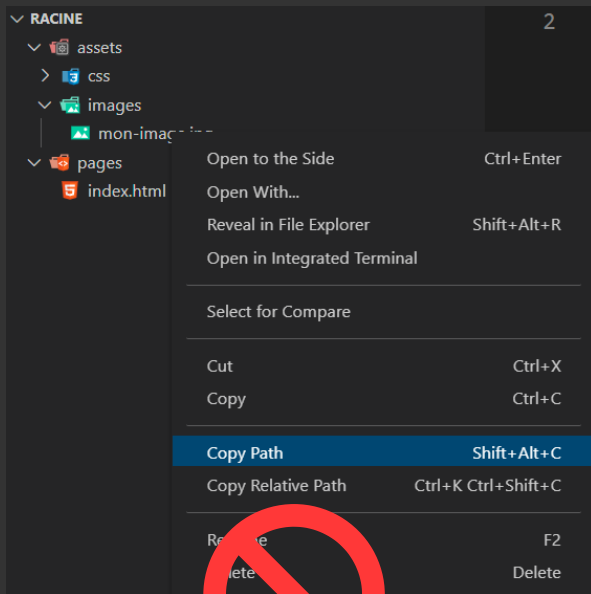 RACINE
2
assets
css
images
pages
index.html
Open to the Side Ctrl+Enter
Open With...
Reveal in File Explorer Shift+Alt+R
Open in Integrated Terminal
Select for Compare
Cut Ctrl+X
Copy Ctrl+C
Copy Path Shift+Alt+C
Copy Relative Path Ctrl+K Ctrl+Shift+C
F2
Delete